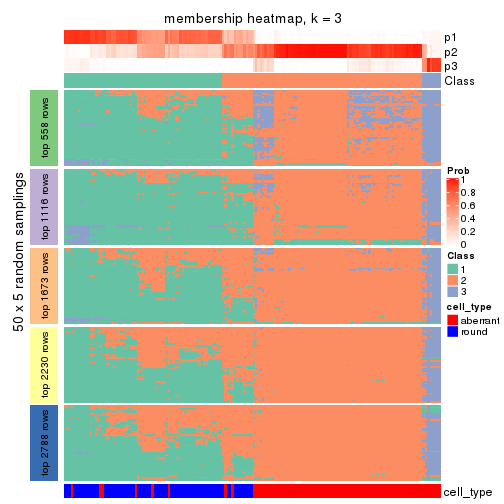 membership heatmap, k = 3
p1
p2
p3
Class
50 x 5 random samplings
top 558 rows
top 1116 rows
top 1673 rows
top 2230 rows
top 2788 rows
Prob
1
0.8
0.6
0.4
0.2
0
Class
1
2
3
cell_type
aberrant
round
cell_type